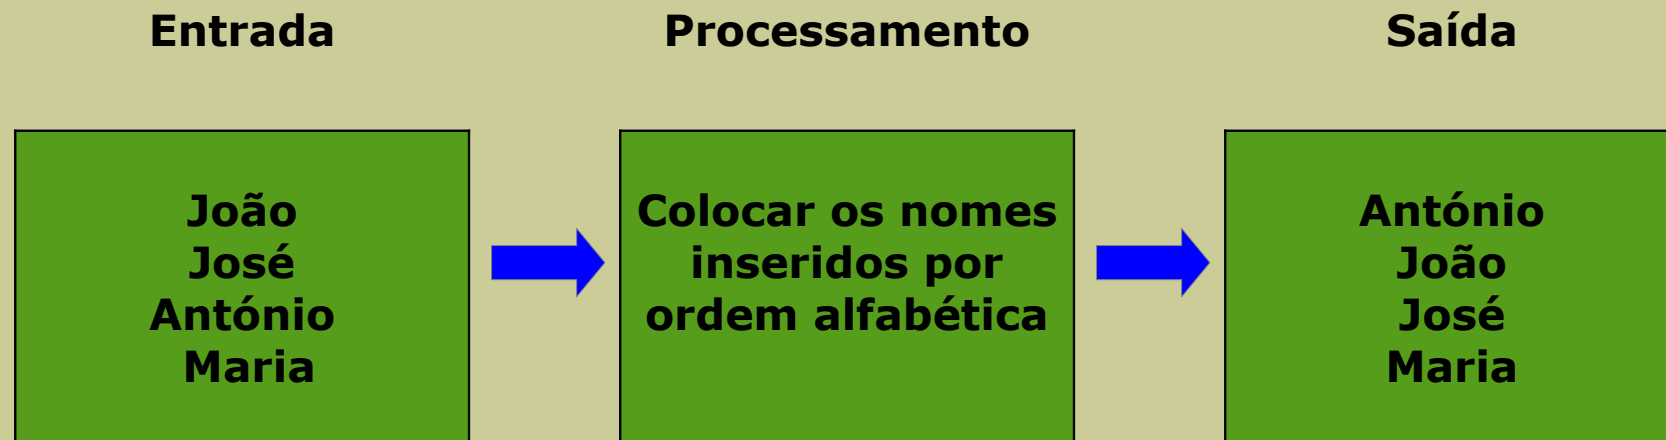 Entrada
Processamento
Saída
João
José
António
Maria
Colocar os nomes
inseridos por
ordem alfabética
António
João
José
Maria